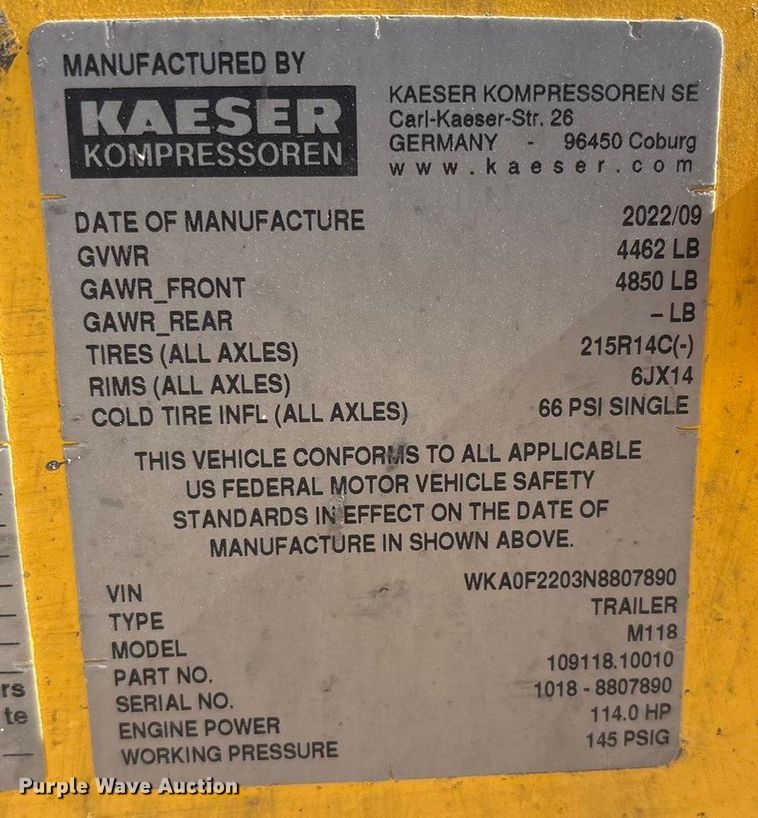 MANUFACTURED BY
KAESER
KOMPRESSOREN
KAESER KOMPRESSOREN SE
Carl-Kaeser-Str. 26
GERMANY - 96450 Coburg
www.kaeser.com
DATE OF MANUFACTURE 2022/09
GVWR 4462 LB
GAWR_FRONT 4850 LB
GAWR_REAR – LB
TIRES (ALL AXLES) 215R14C(-)
RIMS (ALL AXLES) 6JX14
COLD TIRE INFL (ALL AXLES) 66 PSI SINGLE
THIS VEHICLE CONFORMS TO ALL APPLICABLE
US FEDERAL MOTOR VEHICLE SAFETY
STANDARDS IN EFFECT ON THE DATE OF
MANUFACTURE IN SHOWN ABOVE.
VIN WKA0F2203N8807890
TYPE TRAILER
MODEL M118
PART NO. 109118.10010
SERIAL NO. 1018 - 8807890
ENGINE POWER 114.0 HP
WORKING PRESSURE 145 PSIG
rs
te
Purple Wave Auction